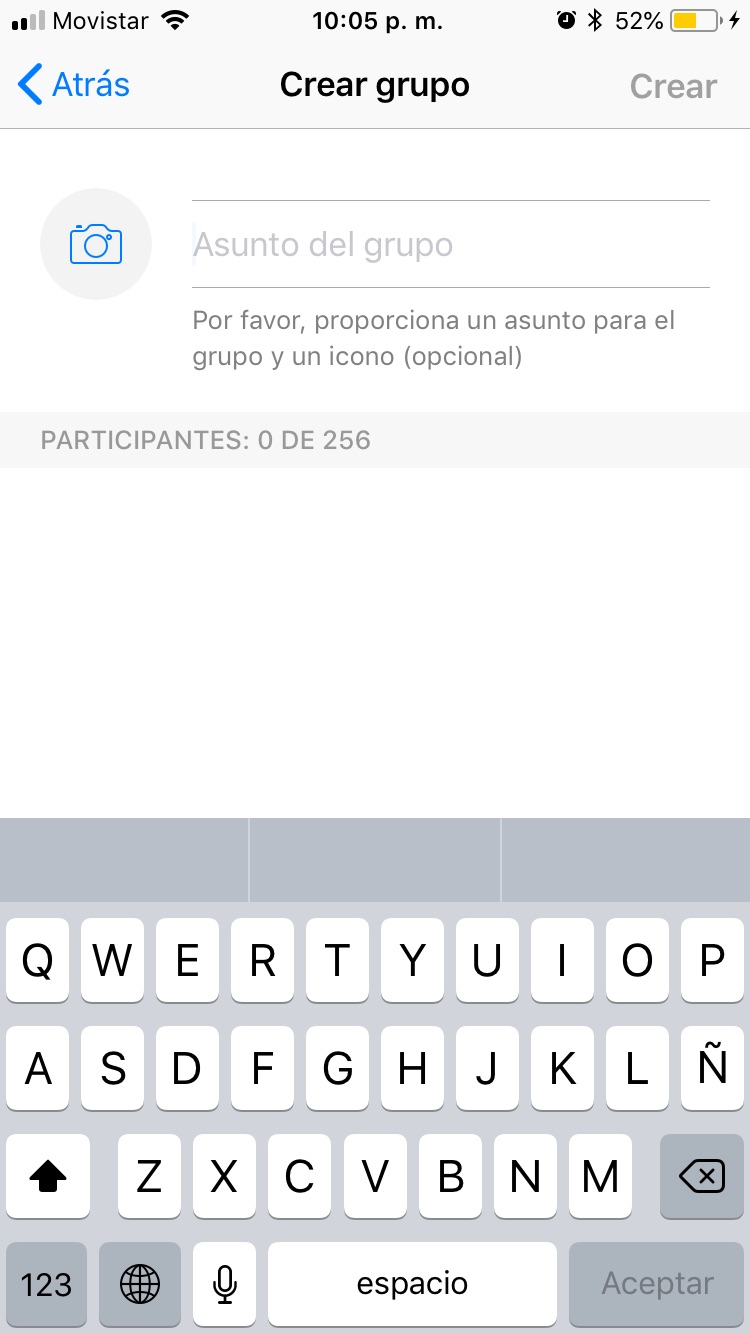 Movistar 10:05 p. m. 52%
Atrás Crear grupo Crear
Asunto del grupo
Por favor, proporciona un asunto para el
grupo y un icono (opcional)
PARTICIPANTES: 0 DE 256
Q W E R T Y U I O P
A S D F G H J K L Ñ
Z X C V B N M
123 espacio Aceptar